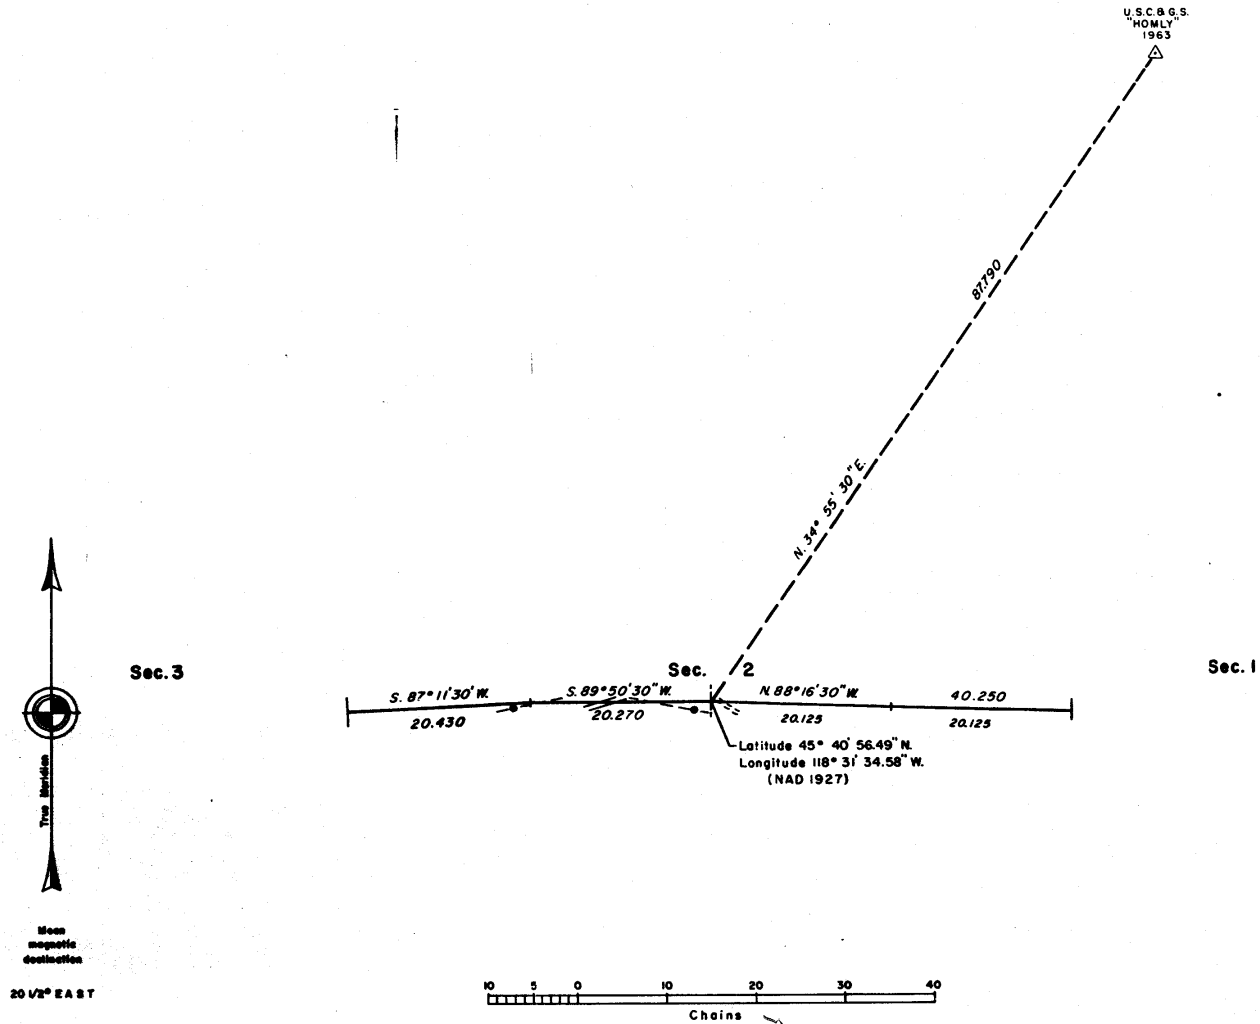 U.S.C.& G.S.
"HOMLY"
1963
87.790
N. 34° 55' 30" E.
Sec. 3
Sec. 2
Sec. 1
S. 87° 11' 30' W.
S. 89° 50' 30" W.
N. 88° 16' 30" W.
40.250
20.430
20.270
20.125
20.125
Latitude 45° 40' 56.49" N.
Longitude 118° 31' 34.58" W.
(NAD 1927)
True Meridian
Mean
magnetic
declination
20 1/2° EAST
10 5 0 10 20 30 40
Chains